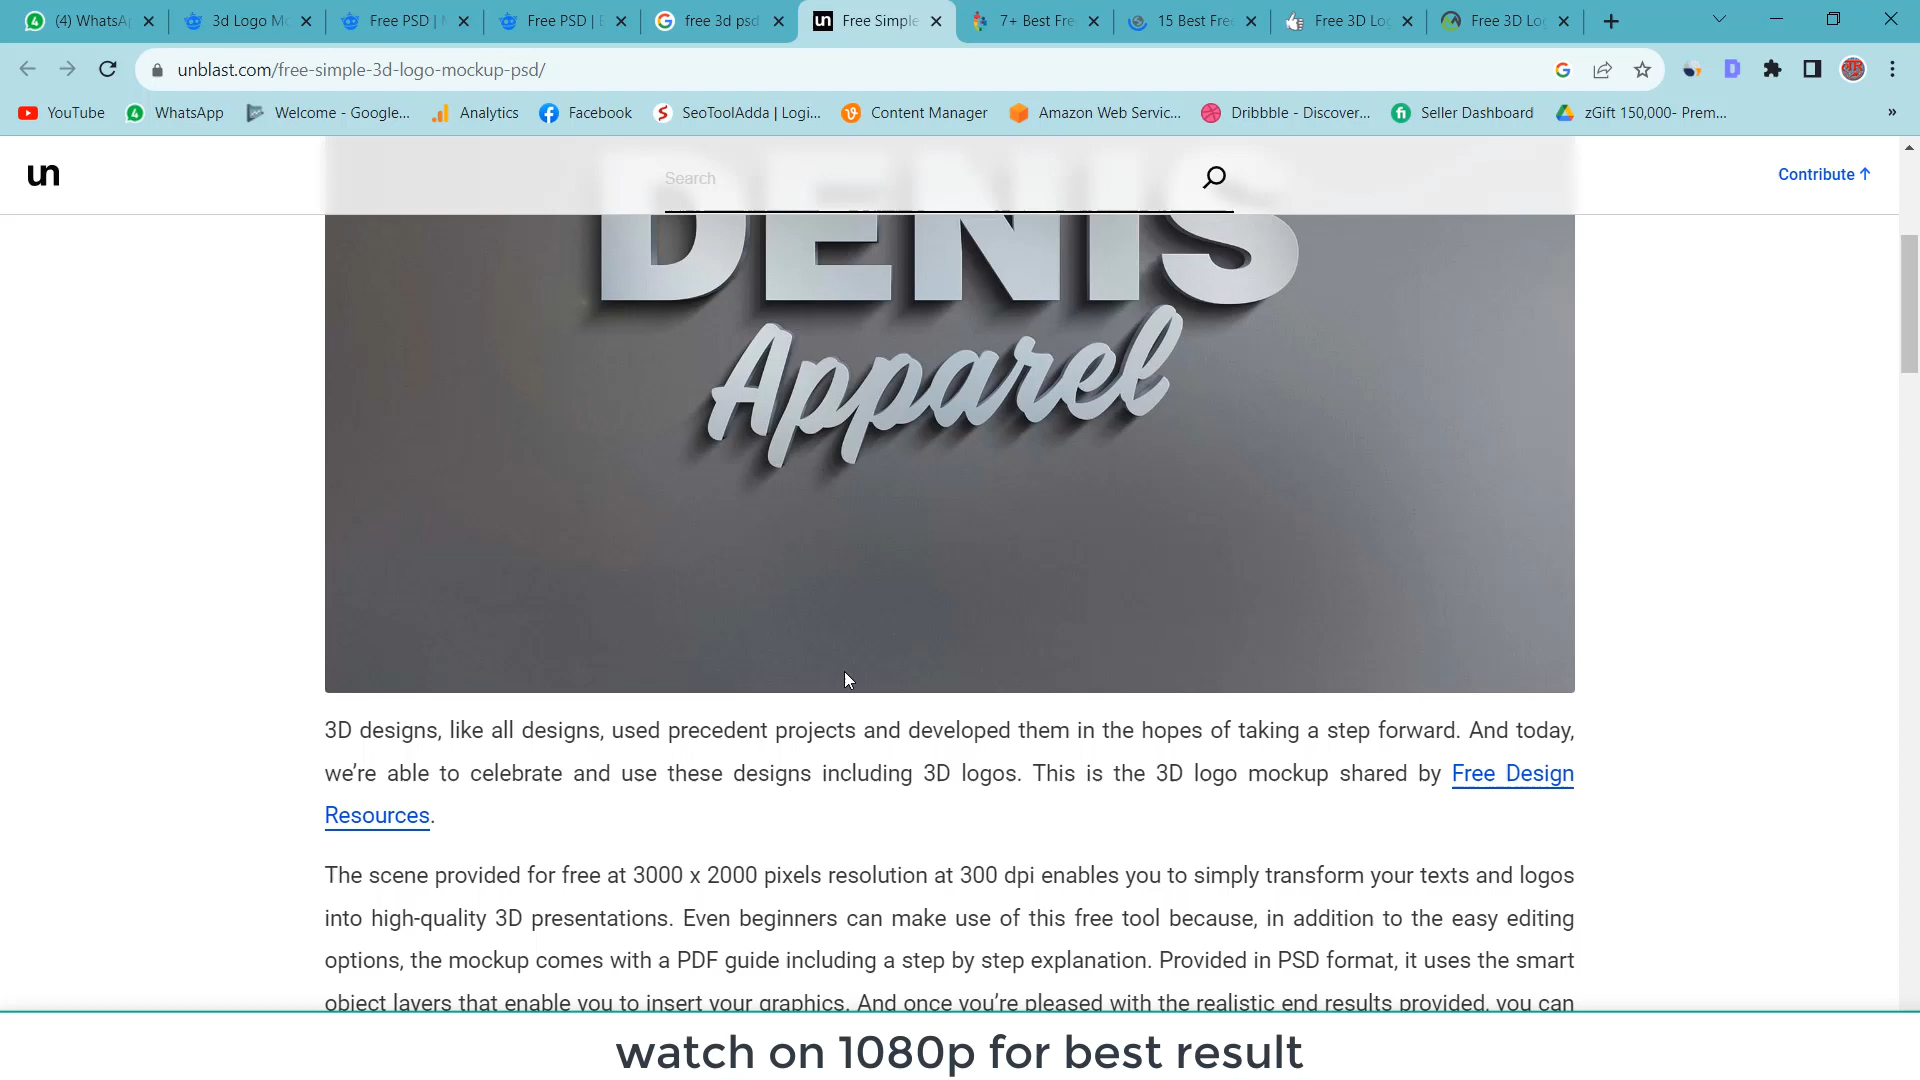 (4) WhatsA
3d Logo Mo
Free PSD | M
Free PSD | E
free 3d psd
un Free Simple
7+ Best Fre
15 Best Free
Free 3D Log
Free 3D Lo
unblast.com/free-simple-3d-logo-mockup-psd/
YouTube
WhatsApp
Welcome - Google...
Analytics
Facebook
SeoToolAdda | Logi...
Content Manager
Amazon Web Servic...
Dribbble - Discover...
Seller Dashboard
zGift 150,000- Prem...
»
un
Search
Contribute ↑
DENIS
Apparel
3D designs, like all designs, used precedent projects and developed them in the hopes of taking a step forward. And today,
we’re able to celebrate and use these designs including 3D logos. This is the 3D logo mockup shared by Free Design
Resources.
The scene provided for free at 3000 x 2000 pixels resolution at 300 dpi enables you to simply transform your texts and logos
into high-quality 3D presentations. Even beginners can make use of this free tool because, in addition to the easy editing
options, the mockup comes with a PDF guide including a step by step explanation. Provided in PSD format, it uses the smart
object layers that enable you to insert your graphics. And once you’re pleased with the realistic end results provided, you can
watch on 1080p for best result